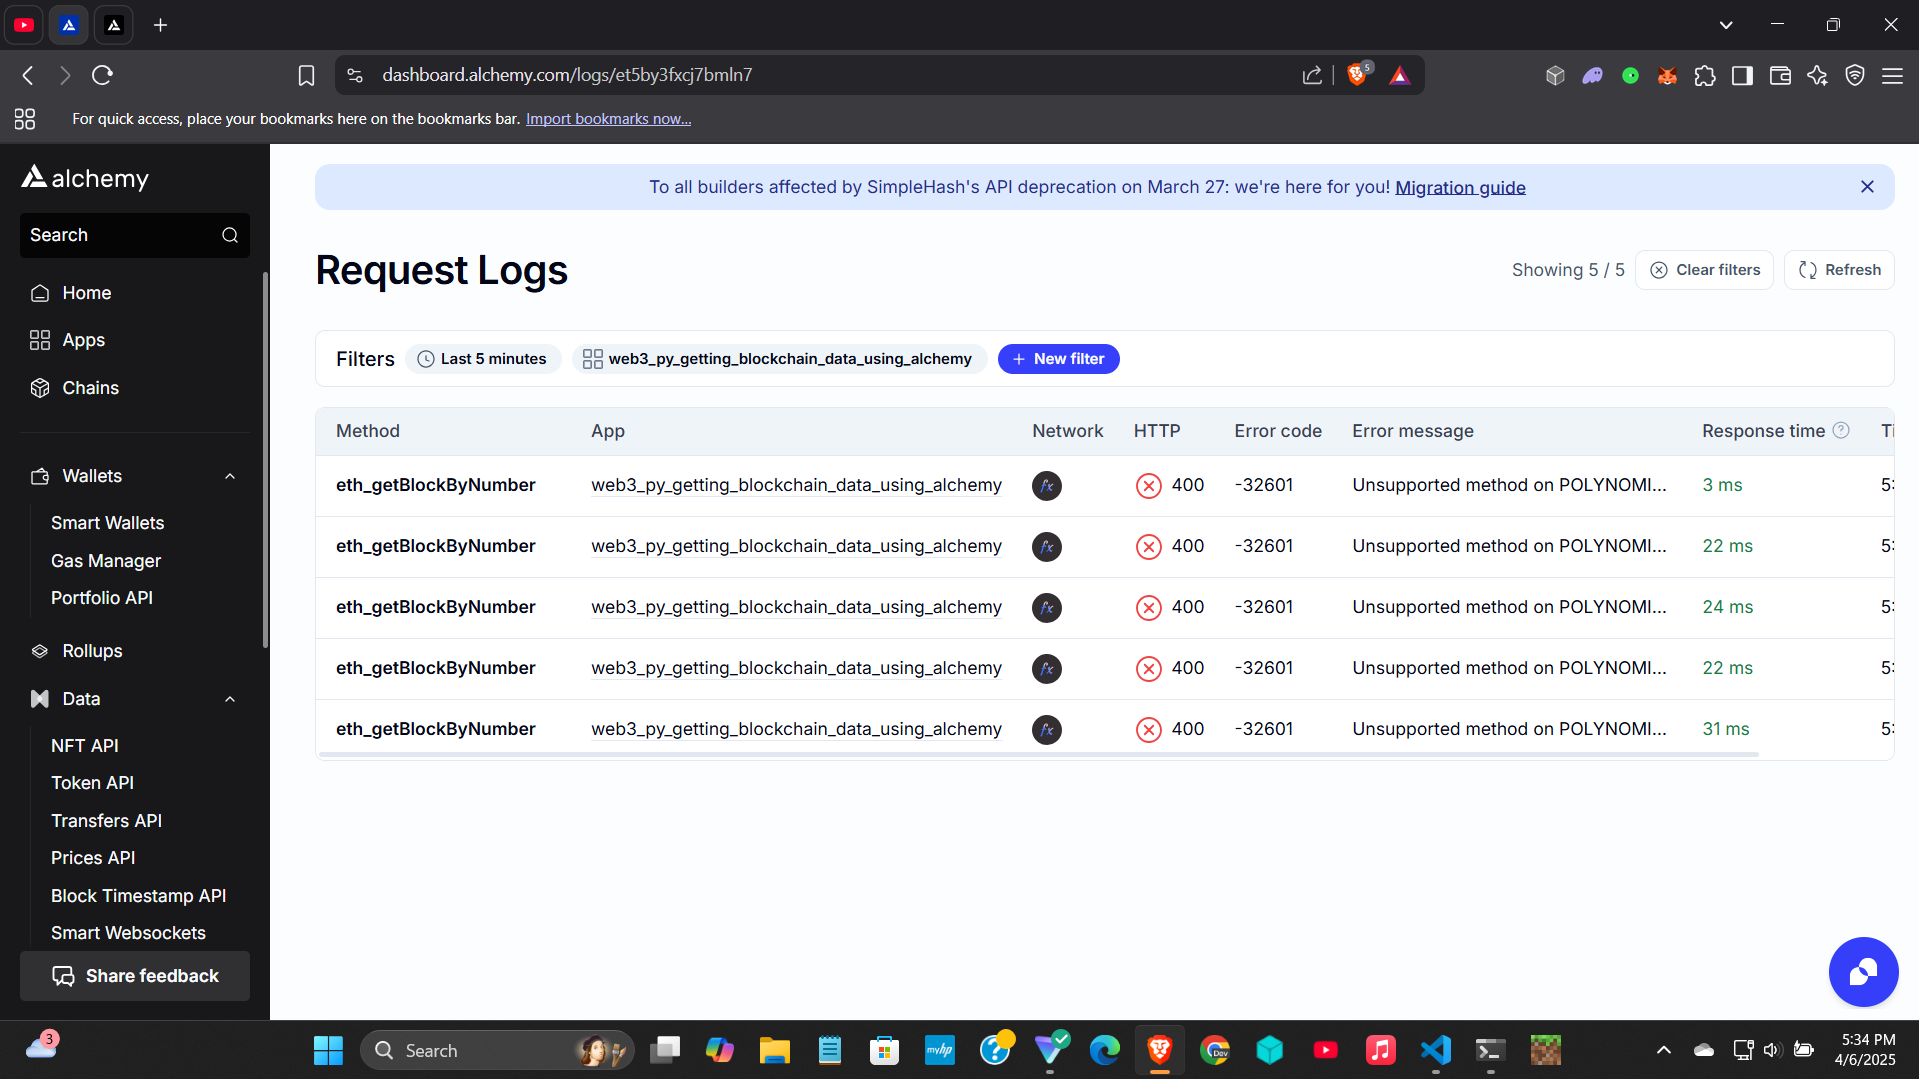 dashboard.alchemy.com/logs/et5by3fxcj7bmln7
5
For quick access, place your bookmarks here on the bookmarks bar. Import bookmarks now...
alchemy
Search
Home
Apps
Chains
Wallets
Smart Wallets
Gas Manager
Portfolio API
Rollups
Data
NFT API
Token API
Transfers API
Prices API
Block Timestamp API
Smart Websockets
Share feedback
To all builders affected by SimpleHash's API deprecation on March 27: we're here for you! Migration guide
Request Logs
Showing 5 / 5 Clear filters Refresh
Filters Last 5 minutes web3_py_getting_blockchain_data_using_alchemy + New filter
Method App Network HTTP Error code Error message Response time ? Ti
eth_getBlockByNumber web3_py_getting_blockchain_data_using_alchemy fx 400 -32601 Unsupported method on POLYNOMI... 3 ms 5:
eth_getBlockByNumber web3_py_getting_blockchain_data_using_alchemy fx 400 -32601 Unsupported method on POLYNOMI... 22 ms 5:
eth_getBlockByNumber web3_py_getting_blockchain_data_using_alchemy fx 400 -32601 Unsupported method on POLYNOMI... 24 ms 5:
eth_getBlockByNumber web3_py_getting_blockchain_data_using_alchemy fx 400 -32601 Unsupported method on POLYNOMI... 22 ms 5:
eth_getBlockByNumber web3_py_getting_blockchain_data_using_alchemy fx 400 -32601 Unsupported method on POLYNOMI... 31 ms 5:
3
Search
myhp
?
Dev
5:34 PM
4/6/2025